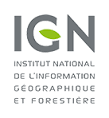 IGN
INSTITUT NATIONAL
DE L'INFORMATION
GÉOGRAPHIQUE
ET FORESTIÈRE